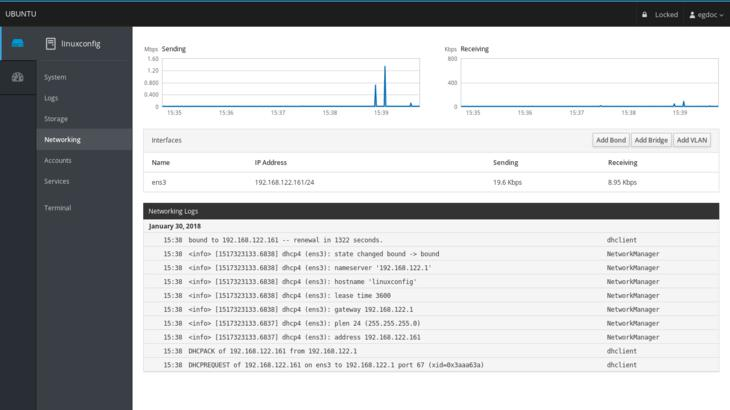 UBUNTU
Locked
egdoc
linuxconfig
System
Logs
Storage
Networking
Accounts
Services
Terminal
Mbps Sending
1.60
1.20
0.800
0.400
0
15:35 15:36 15:37 15:38 15:39
Kbps Receiving
800
400
0
15:35 15:36 15:37 15:38 15:39
Interfaces
Add Bond Add Bridge Add VLAN
Name IP Address Sending Receiving
ens3 192.168.122.161/24 19.6 Kbps 8.95 Kbps
Networking Logs
January 30, 2018
15:38 bound to 192.168.122.161 -- renewal in 1322 seconds. dhclient
15:38 <info> [1517323133.6838] dhcp4 (ens3): state changed bound -> bound NetworkManager
15:38 <info> [1517323133.6838] dhcp4 (ens3): nameserver '192.168.122.1' NetworkManager
15:38 <info> [1517323133.6838] dhcp4 (ens3): hostname 'linuxconfig' NetworkManager
15:38 <info> [1517323133.6838] dhcp4 (ens3): lease time 3600 NetworkManager
15:38 <info> [1517323133.6838] dhcp4 (ens3): gateway 192.168.122.1 NetworkManager
15:38 <info> [1517323133.6837] dhcp4 (ens3): plen 24 (255.255.255.0) NetworkManager
15:38 <info> [1517323133.6837] dhcp4 (ens3): address 192.168.122.161 NetworkManager
15:38 DHCPACK of 192.168.122.161 from 192.168.122.1 dhclient
15:38 DHCPREQUEST of 192.168.122.161 on ens3 to 192.168.122.1 port 67 (xid=0x3aaa63a) dhclient